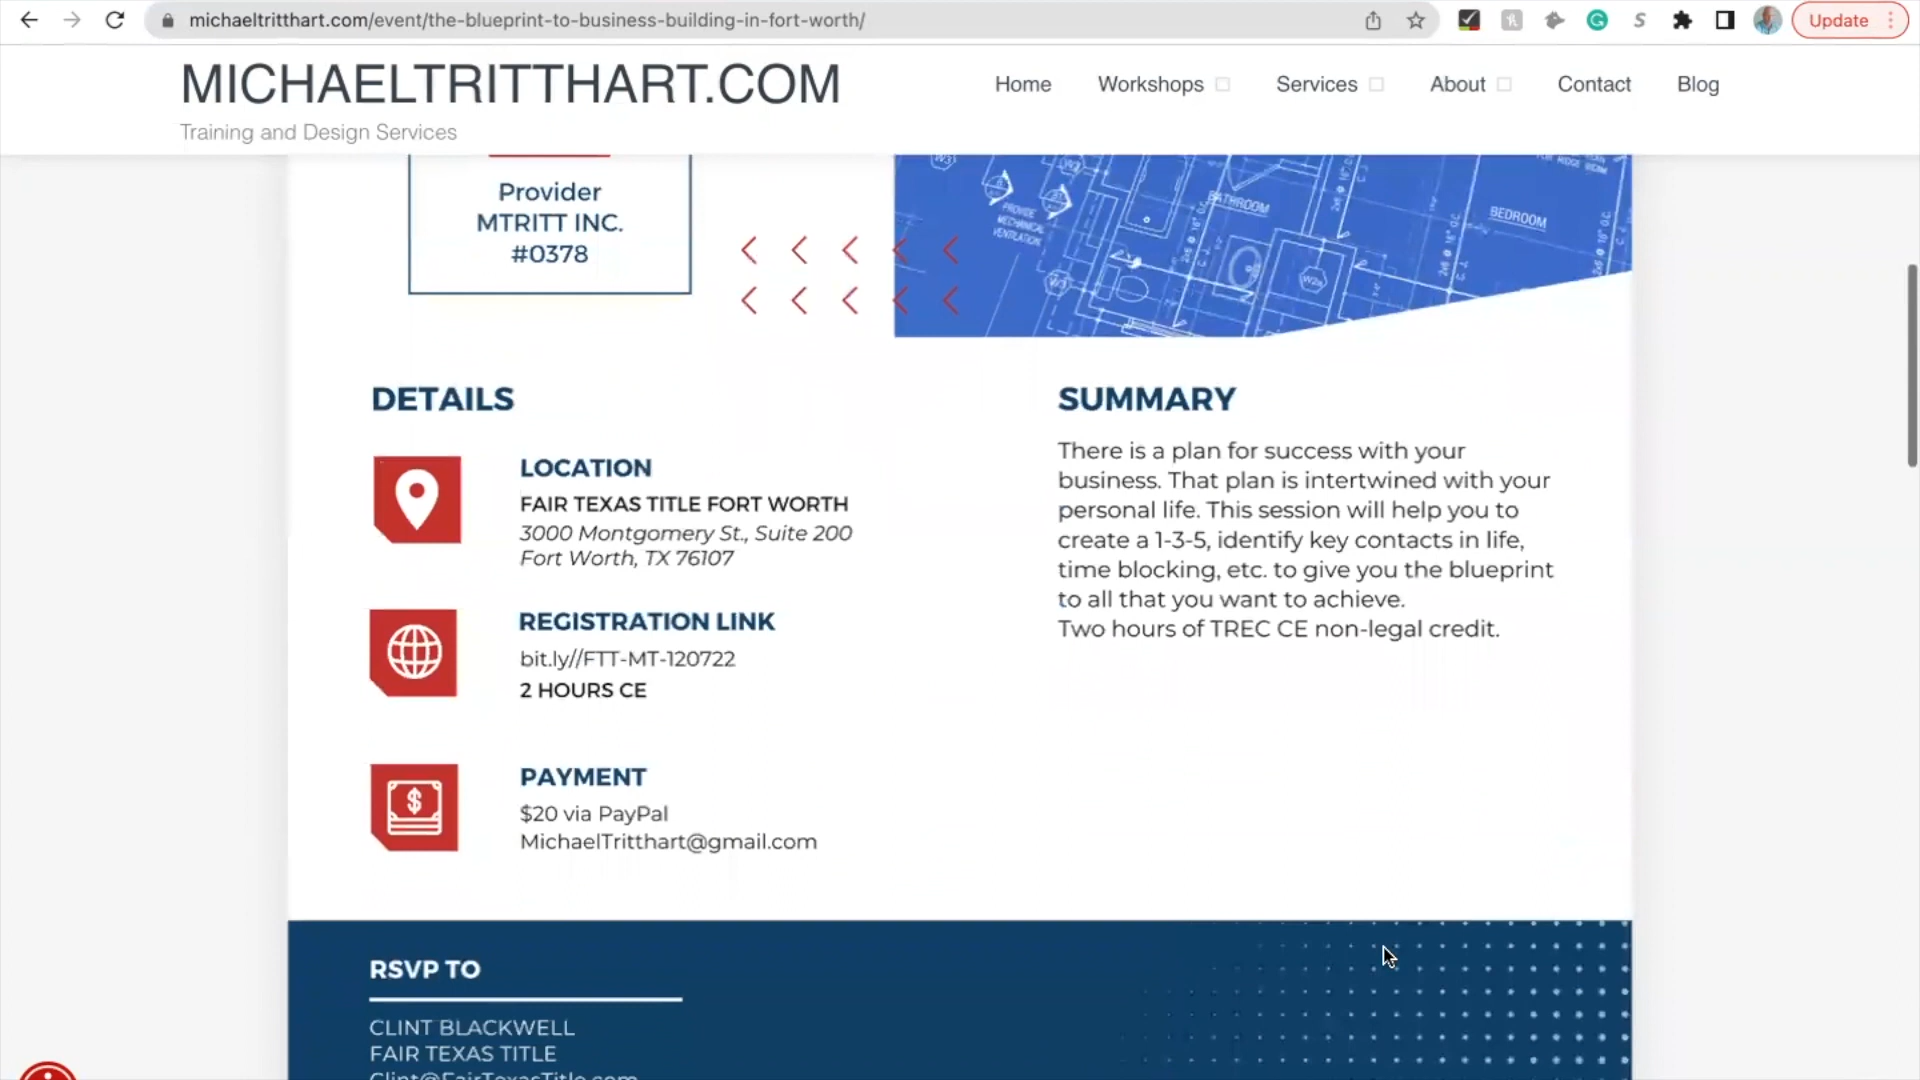 michaeltritthart.com/event/the-blueprint-to-business-building-in-fort-worth/
Update
MICHAELTRITTHART.COM
Training and Design Services
Home Workshops Services About Contact Blog
Provider
MTRITT INC.
#0378
PROVIDE
MECHANICAL
VENTILATION
BATHROOM
BEDROOM
DETAILS
LOCATION
FAIR TEXAS TITLE FORT WORTH
3000 Montgomery St., Suite 200
Fort Worth, TX 76107
REGISTRATION LINK
bit.ly//FTT-MT-120722
2 HOURS CE
PAYMENT
$20 via PayPal
MichaelTritthart@gmail.com
SUMMARY
There is a plan for success with your
business. That plan is intertwined with your
personal life. This session will help you to
create a 1-3-5, identify key contacts in life,
time blocking, etc. to give you the blueprint
to all that you want to achieve.
Two hours of TREC CE non-legal credit.
RSVP TO
CLINT BLACKWELL
FAIR TEXAS TITLE
Clint@FairTexasTitle.com